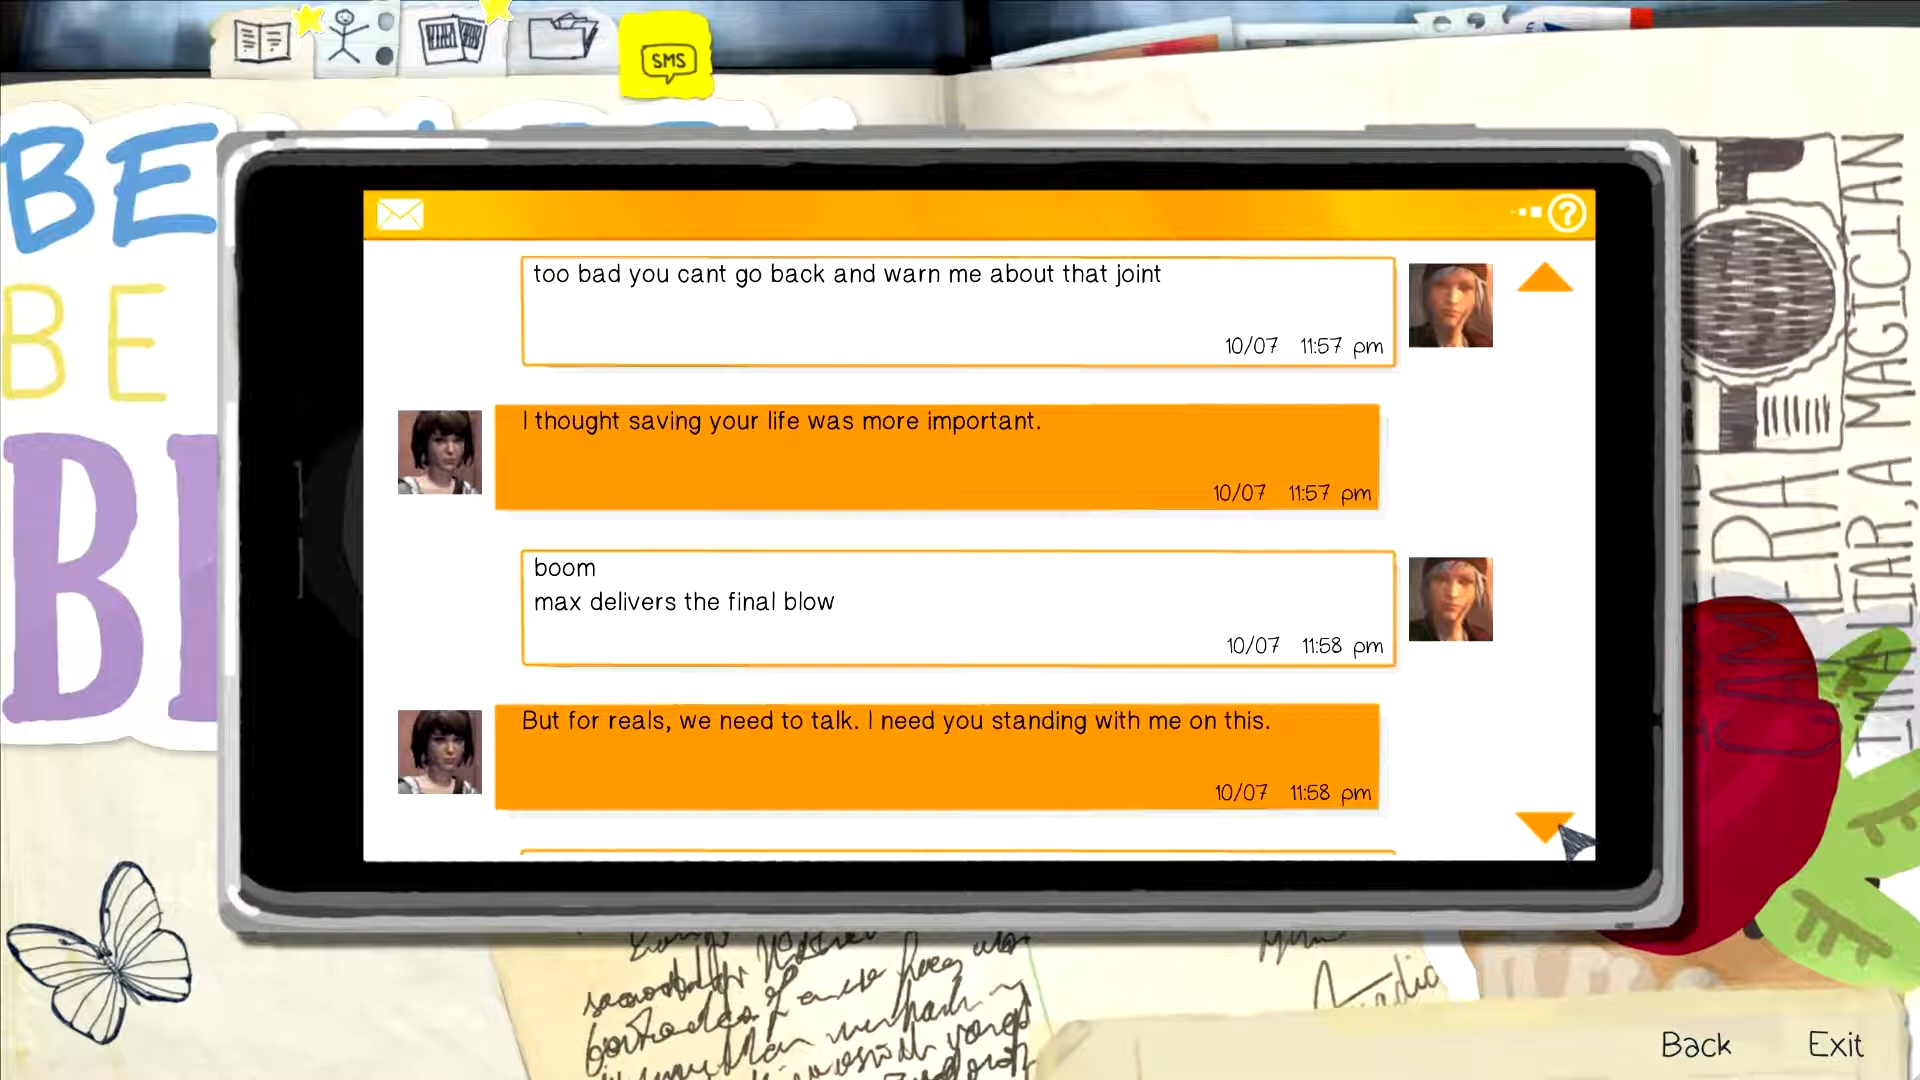 SMS
BE
BE
too bad you cant go back and warn me about that joint
10/07 11:57 pm
I thought saving your life was more important.
10/07 11:57 pm
boom
max delivers the final blow
10/07 11:58 pm
But for reals, we need to talk. I need you standing with me on this.
10/07 11:58 pm
LIAR, A MAGICIAN
Back
Exit